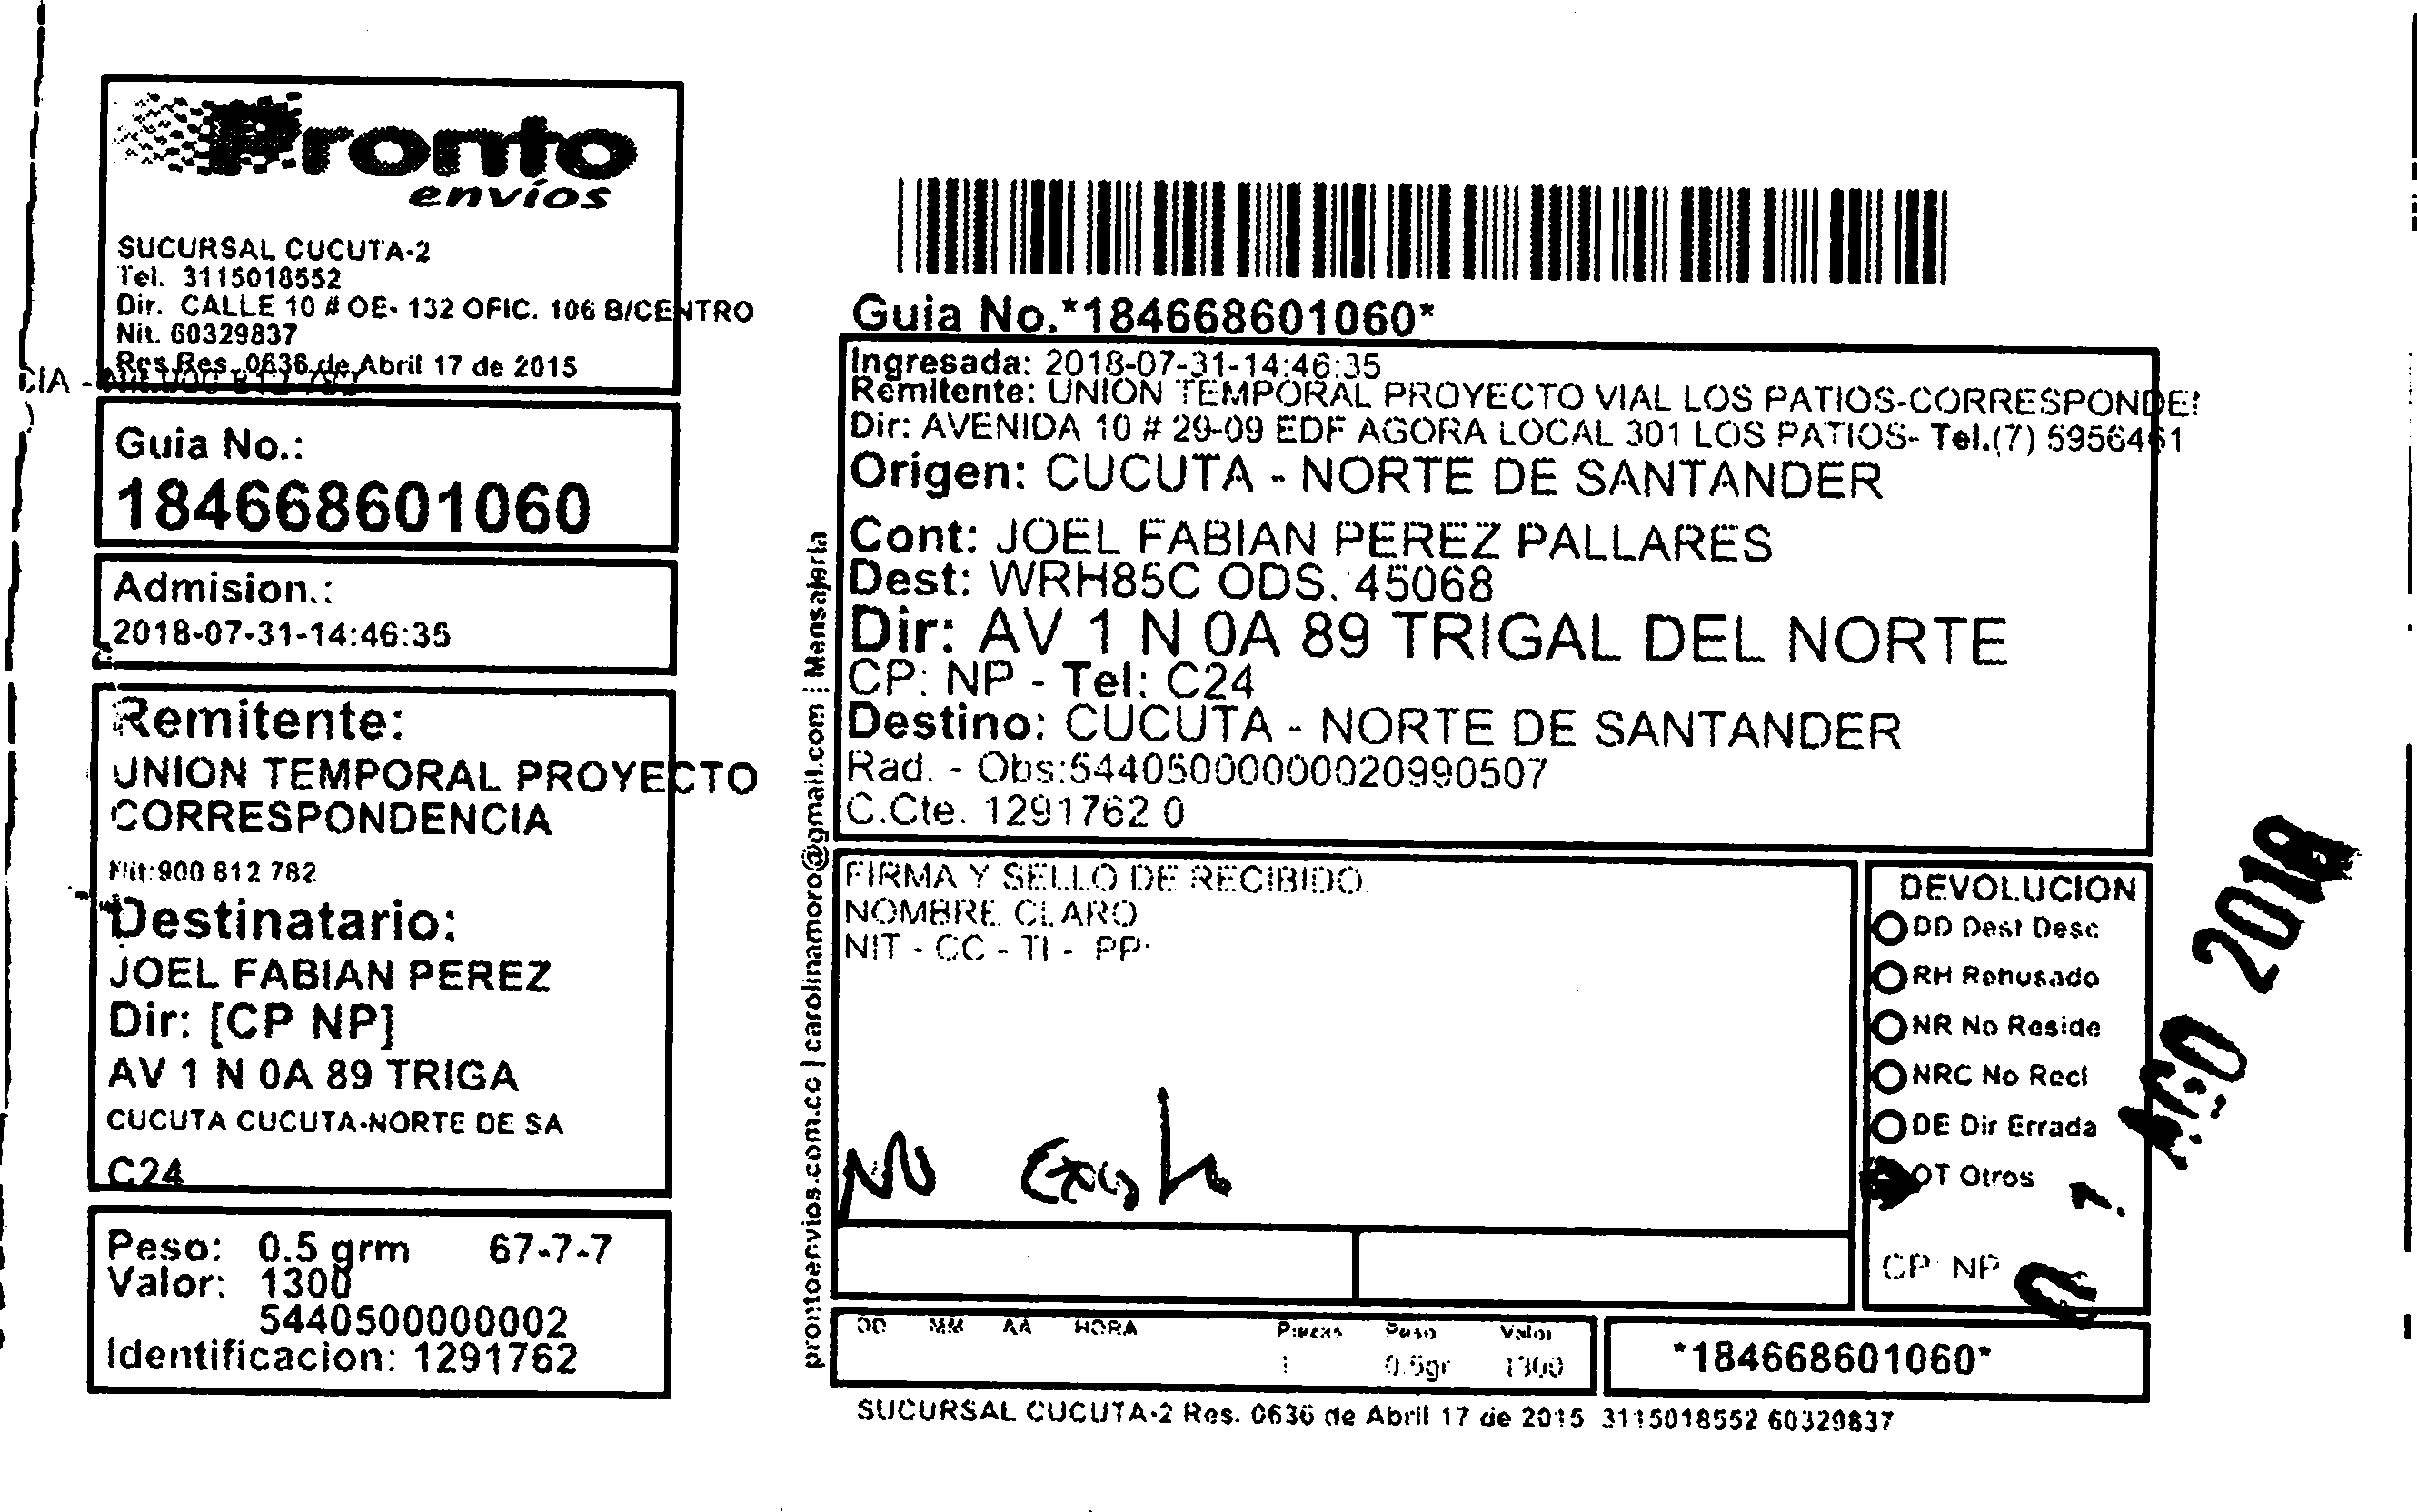 Pronto
envíos
SUCURSAL CUCUTA-2
Tel. 3115018552
Dir. CALLE 10 # OE- 132 OFIC. 106 B/CENTRO
Nit. 60329837
Res.Res. 0636 de Abril 17 de 2015
CIA -
Guia No.:
184668601060
Admision.:
2018-07-31-14:46:35
Remitente:
UNION TEMPORAL PROYECTO
CORRESPONDENCIA
Nit:900 812 782
Destinatario:
JOEL FABIAN PEREZ
Dir: [CP NP]
AV 1 N 0A 89 TRIGA
CUCUTA CUCUTA-NORTE DE SA
C24
Peso: 0.5 grm 67-7-7
Valor: 1300
5440500000002
Identificacion: 1291762
prontoenvios.com.co | carolinamoro@gmail.com | Mensajeria
Guia No.*184668601060*
Ingresada: 2018-07-31-14:46:35
Remitente: UNION TEMPORAL PROYECTO VIAL LOS PATIOS-CORRESPONDE
Dir: AVENIDA 10 # 29-09 EDF AGORA LOCAL 301 LOS PATIOS- Tel.(7) 5956461
Origen: CUCUTA - NORTE DE SANTANDER
Cont: JOEL FABIAN PEREZ PALLARES
Dest: WRH85C ODS. 45068
Dir: AV 1 N 0A 89 TRIGAL DEL NORTE
CP: NP - Tel: C24
Destino: CUCUTA - NORTE DE SANTANDER
Rad. - Obs:54405000000020990507
C.Cte. 1291762 0
FIRMA Y SELLO DE RECIBIDO
NOMBRE CLARO
NIT - CC - TI - PP
No Existe
DEVOLUCION
DD Dest Desc
RH Rehusado
NR No Reside
NRC No Recl
DE Dir Errada
OT Otros
CP: NP
AGO 2018
DD MM AA HORA Piezas Peso Valor
1 0.5gr 1300
*184668601060*
SUCURSAL CUCUTA-2 Res. 0636 de Abril 17 de 2015 3115018552 60329837